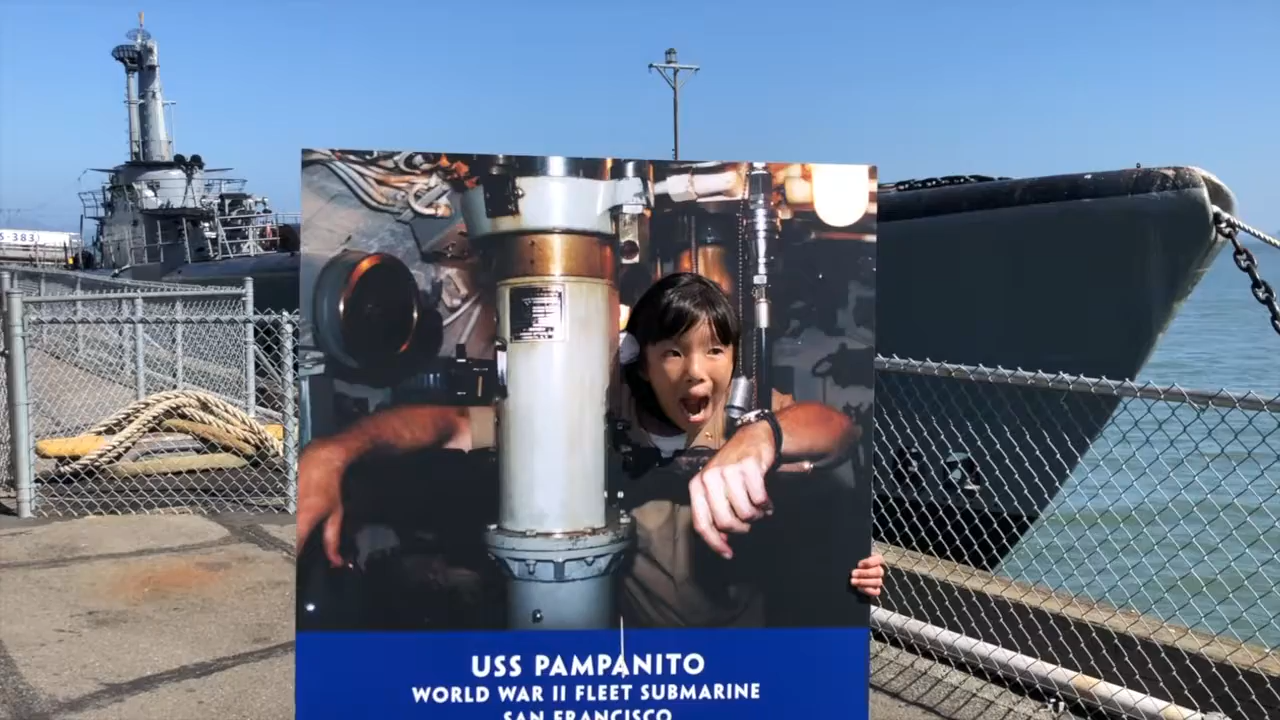 S 383)
USS PAMPANITO
WORLD WAR II FLEET SUBMARINE
SAN FRANCISCO